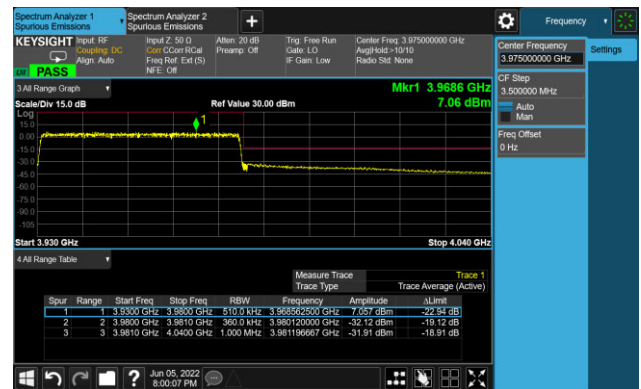 Spectrum Analyzer 1
Spurious Emissions
Spectrum Analyzer 2
Spurious Emissions
+
Frequency
KEYSIGHT
Input: RF
Coupling: DC
Align: Auto
Input Z: 50 Ω
Corr CCorr RCal
Freq Ref: Ext (S)
NFE: Off
Atten: 20 dB
Preamp: Off
Trig: Free Run
Gate: LO
IF Gain: Low
Center Freq: 3.975000000 GHz
Avg|Hold:>10/10
Radio Std: None
PASS
Center Frequency
3.975000000 GHz
Settings
CF Step
3.500000 MHz
Auto
Man
Freq Offset
0 Hz
3 All Range Graph
Mkr1 3.9686 GHz
7.06 dBm
Scale/Div 15.0 dB
Ref Value 30.00 dBm
Log
1
15.0
0.00
-15.0
-30.0
-45.0
-60.0
-75.0
-90.0
-105
Start 3.930 GHz
Stop 4.040 GHz
4 All Range Table
Measure Trace Trace 1
Trace Type Trace Average (Active)
Spur Range Start Freq Stop Freq RBW Frequency Amplitude ΔLimit
1 1 3.9300 GHz 3.9800 GHz 510.0 kHz 3.968562500 GHz 7.057 dBm -22.94 dB
2 2 3.9800 GHz 3.9810 GHz 360.0 kHz 3.980120000 GHz -32.12 dBm -19.12 dB
3 3 3.9810 GHz 4.0400 GHz 1.000 MHz 3.981196667 GHz -31.91 dBm -18.91 dB
?
Jun 05, 2022
8:00:07 PM